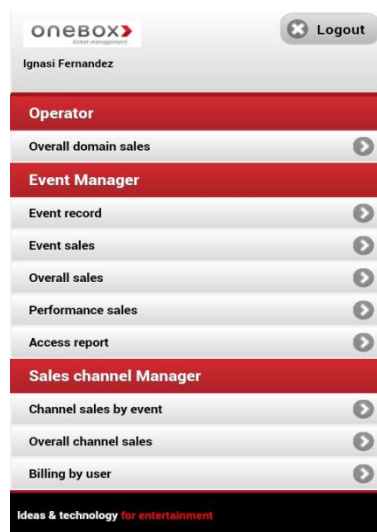 oneBOX
ticket management
Logout
Ignasi Fernandez
Operator
Overall domain sales
Event Manager
Event record
Event sales
Overall sales
Performance sales
Access report
Sales channel Manager
Channel sales by event
Overall channel sales
Billing by user
Ideas & technology for entertainment